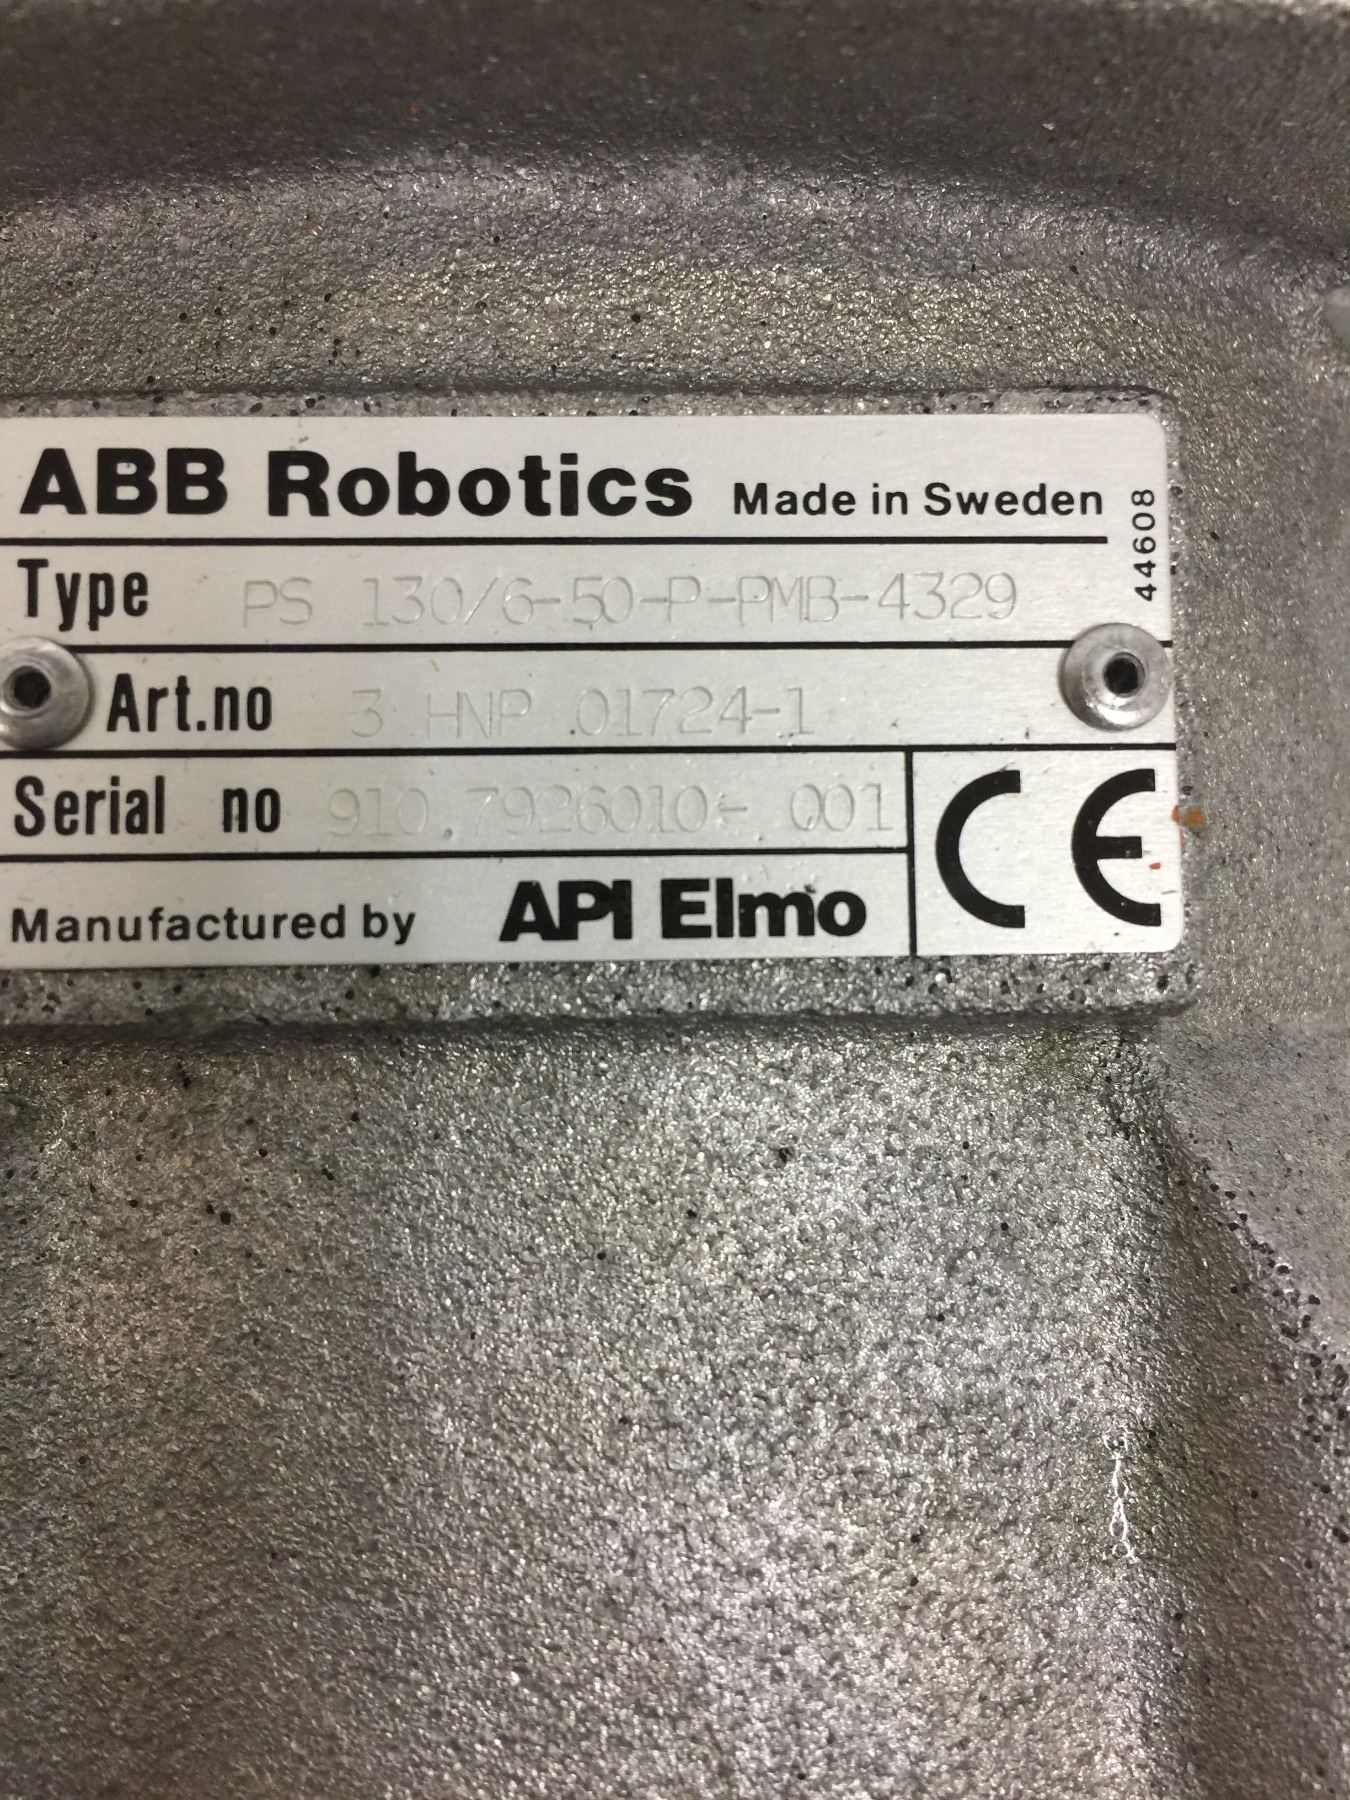 ABB Robotics Made in Sweden
44608
Type PS 130/6-50-P-PMB-4329
Art.no 3 HNP 01724-1
Serial no 910.7926010- 001
Manufactured by API Elmo
CE